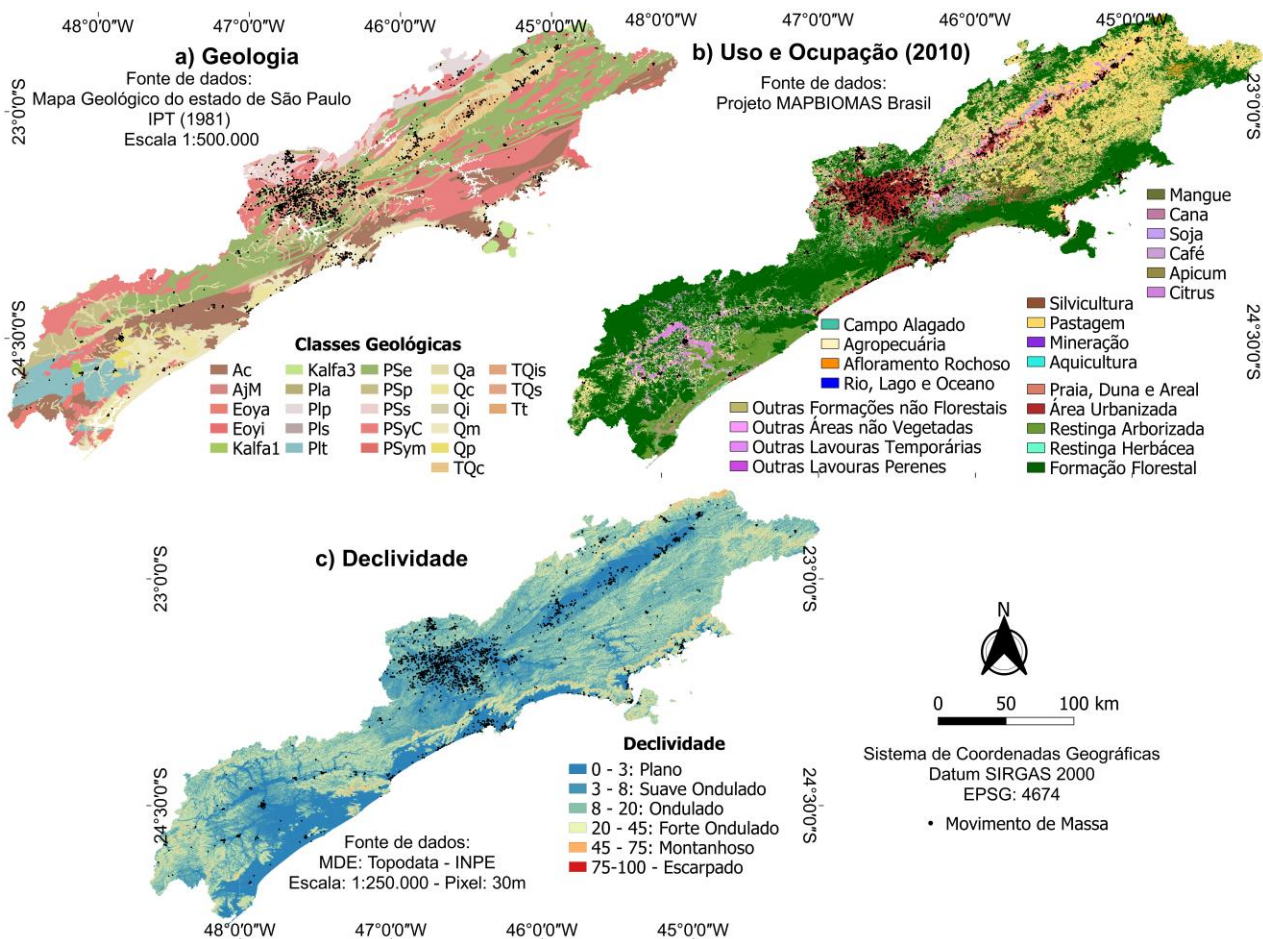 48°0'0"W 47°0'0"W 46°0'0"W 45°0'0"W
a) Geologia
Fonte de dados:
Mapa Geológico do estado de São Paulo
IPT (1981)
Escala 1:500.000
23°0'0"S
24°30'0"S
Classes Geológicas
Ac
AjM
Eoya
Eoyi
Kalfa1
Kalfa3
Pla
Plp
Pls
Plt
PSe
PSp
PSs
PSyC
PSym
Qa
Qc
Qi
Qm
Qp
TQc
TQis
TQs
Tt
48°0'0"W 47°0'0"W 46°0'0"W 45°0'0"W
b) Uso e Ocupação (2010)
Fonte de dados:
Projeto MAPBIOMAS Brasil
23°0'0"S
24°30'0"S
Mangue
Cana
Soja
Café
Apicum
Citrus
Campo Alagado
Agropecuária
Afloramento Rochoso
Rio, Lago e Oceano
Outras Formações não Florestais
Outras Áreas não Vegetadas
Outras Lavouras Temporárias
Outras Lavouras Perenes
Silvicultura
Pastagem
Mineração
Aquicultura
Praia, Duna e Areal
Área Urbanizada
Restinga Arborizada
Restinga Herbácea
Formação Florestal
c) Declividade
23°0'0"S
24°30'0"S
23°0'0"S
24°30'0"S
Declividade
0 - 3: Plano
3 - 8: Suave Ondulado
8 - 20: Ondulado
20 - 45: Forte Ondulado
45 - 75: Montanhoso
75-100 - Escarpado
Fonte de dados:
MDE: Topodata - INPE
Escala: 1:250.000 - Pixel: 30m
48°0'0"W 47°0'0"W 46°0'0"W 45°0'0"W
N
0 50 100 km
Sistema de Coordenadas Geográficas
Datum SIRGAS 2000
EPSG: 4674
• Movimento de Massa